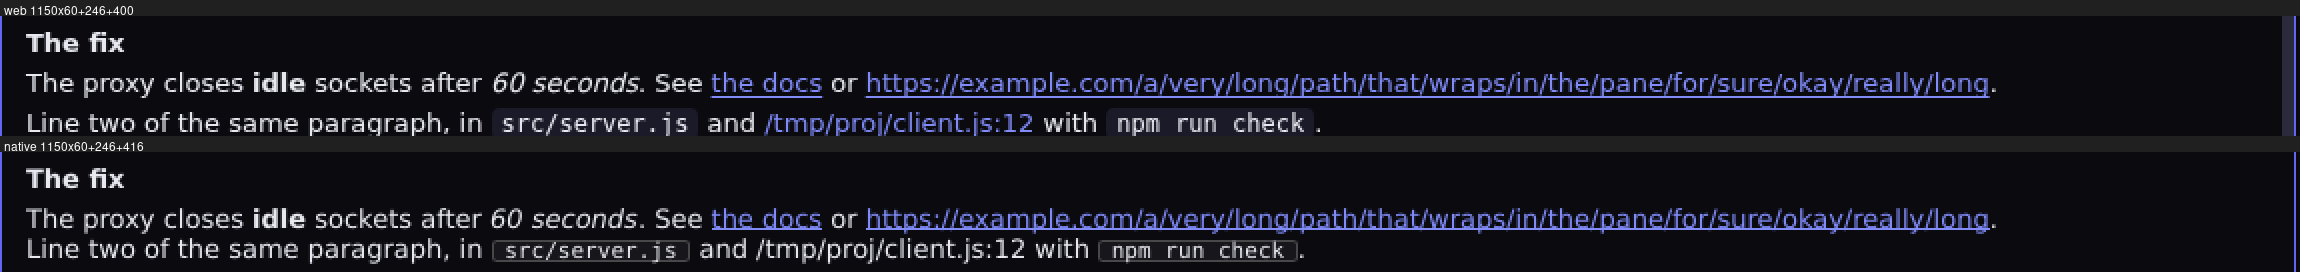 web 1150x60+246+400
The fix
The proxy closes idle sockets after 60 seconds. See the docs or https://example.com/a/very/long/path/that/wraps/in/the/pane/for/sure/okay/really/long.
Line two of the same paragraph, in src/server.js and /tmp/proj/client.js:12 with npm run check.
native 1150x60+246+416
The fix
The proxy closes idle sockets after 60 seconds. See the docs or https://example.com/a/very/long/path/that/wraps/in/the/pane/for/sure/okay/really/long.
Line two of the same paragraph, in src/server.js and /tmp/proj/client.js:12 with npm run check.